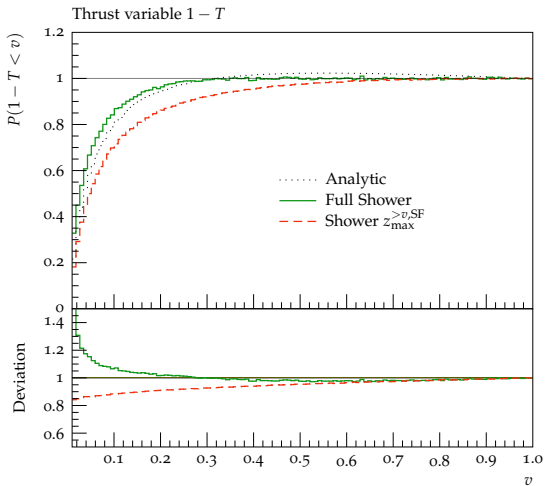 Thrust variable 1 − T
P(1 − T < v)
1
0.8
0.6
0.4
0.2
0
Analytic
Full Shower
Shower z_max^{>v,SF}
Deviation
1.4
1.2
1
0.8
0.6
0.1 0.2 0.3 0.4 0.5 0.6 0.7 0.8 0.9 1.0
v